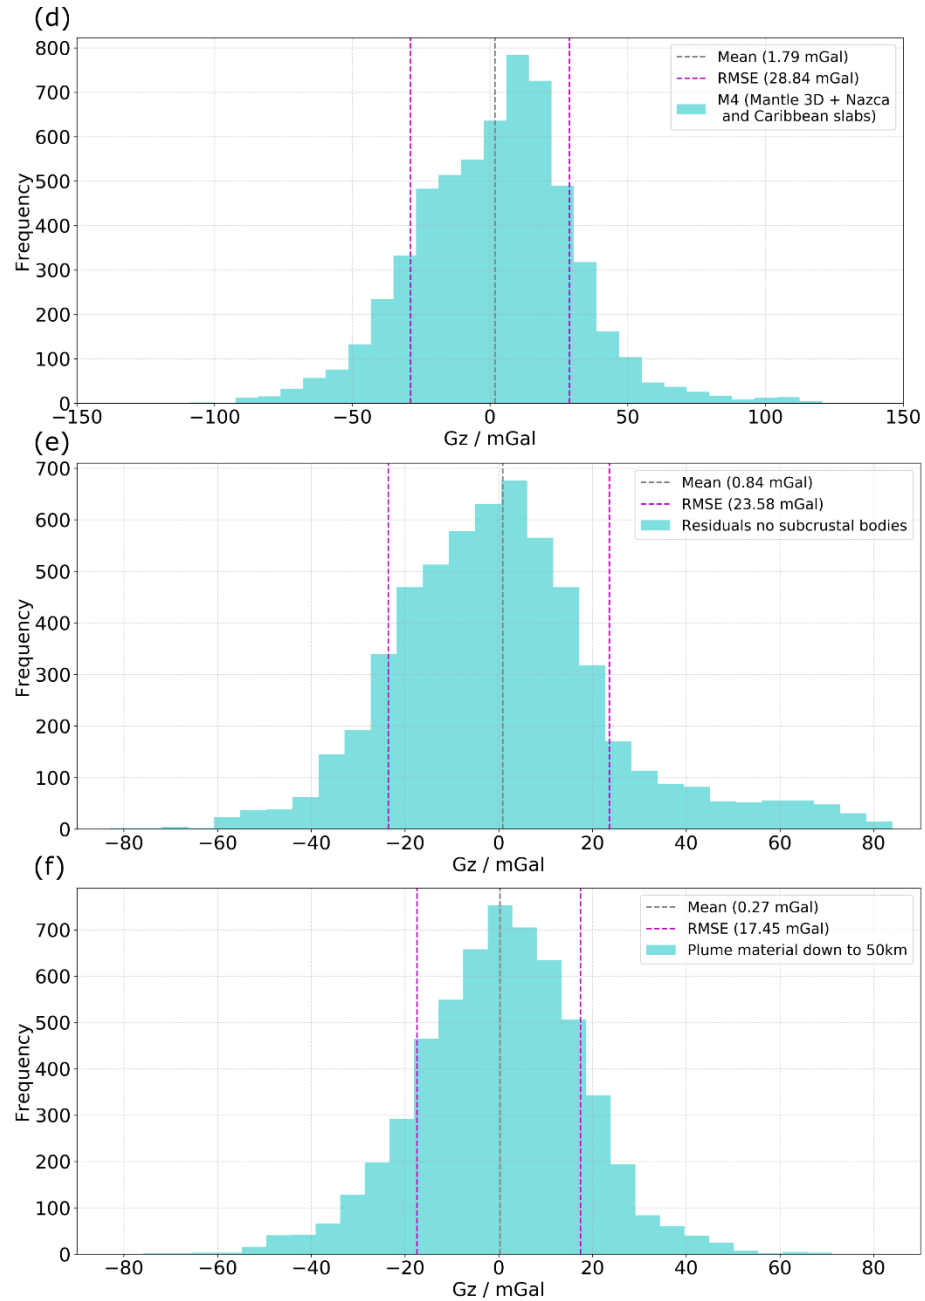 (d)
800
700
600
500
400
300
200
100
0
Frequency
Mean (1.79 mGal)
RMSE (28.84 mGal)
M4 (Mantle 3D + Nazca
and Caribbean slabs)
−150 −100 −50 0 50 100 150
Gz / mGal
(e)
700
600
500
400
300
200
100
0
Frequency
Mean (0.84 mGal)
RMSE (23.58 mGal)
Residuals no subcrustal bodies
−80 −60 −40 −20 0 20 40 60 80
Gz / mGal
(f)
700
600
500
400
300
200
100
0
Frequency
Mean (0.27 mGal)
RMSE (17.45 mGal)
Plume material down to 50km
−80 −60 −40 −20 0 20 40 60 80
Gz / mGal